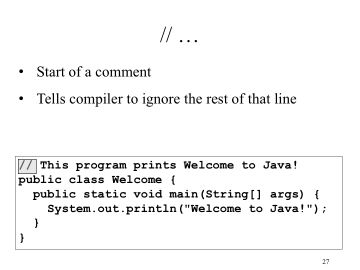 // …
• Start of a comment
• Tells compiler to ignore the rest of that line
// This program prints Welcome to Java!
public class Welcome {
  public static void main(String[] args) {
    System.out.println("Welcome to Java!");
  }
}
27